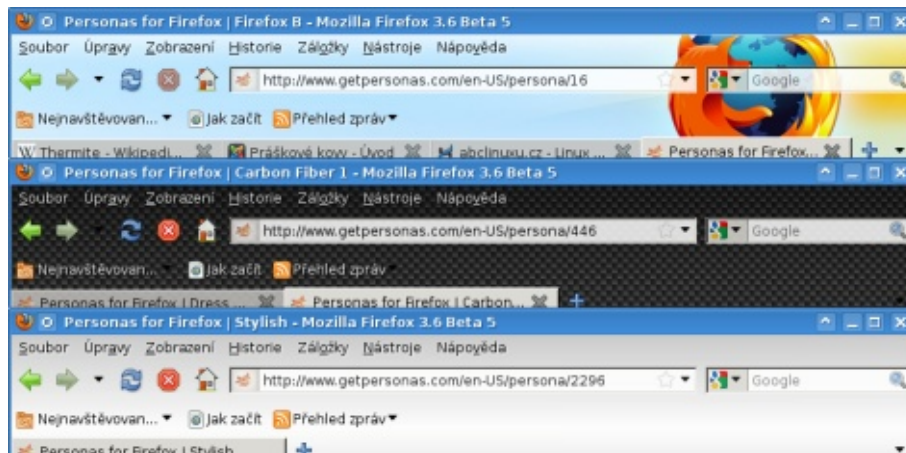 Personas for Firefox | Firefox B - Mozilla Firefox 3.6 Beta 5
Soubor Úpravy Zobrazení Historie Záložky Nástroje Nápověda
http://www.getpersonas.com/en-US/persona/16 Google
Nejnavštěvovan... Jak začít Přehled zpráv
Thermite - Wikipedi... Práškové kovy - Úvod abclinuxu.cz - Linux ... Personas for Firefox...
Personas for Firefox | Carbon Fiber 1 - Mozilla Firefox 3.6 Beta 5
Soubor Úpravy Zobrazení Historie Záložky Nástroje Nápověda
http://www.getpersonas.com/en-US/persona/446 Google
Nejnavštěvovan... Jak začít Přehled zpráv
Personas for Firefox | Dress ... Personas for Firefox | Carbon...
Personas for Firefox | Stylish - Mozilla Firefox 3.6 Beta 5
Soubor Úpravy Zobrazení Historie Záložky Nástroje Nápověda
http://www.getpersonas.com/en-US/persona/2296 Google
Nejnavštěvovan... Jak začít Přehled zpráv
Personas for Firefox | Stylish